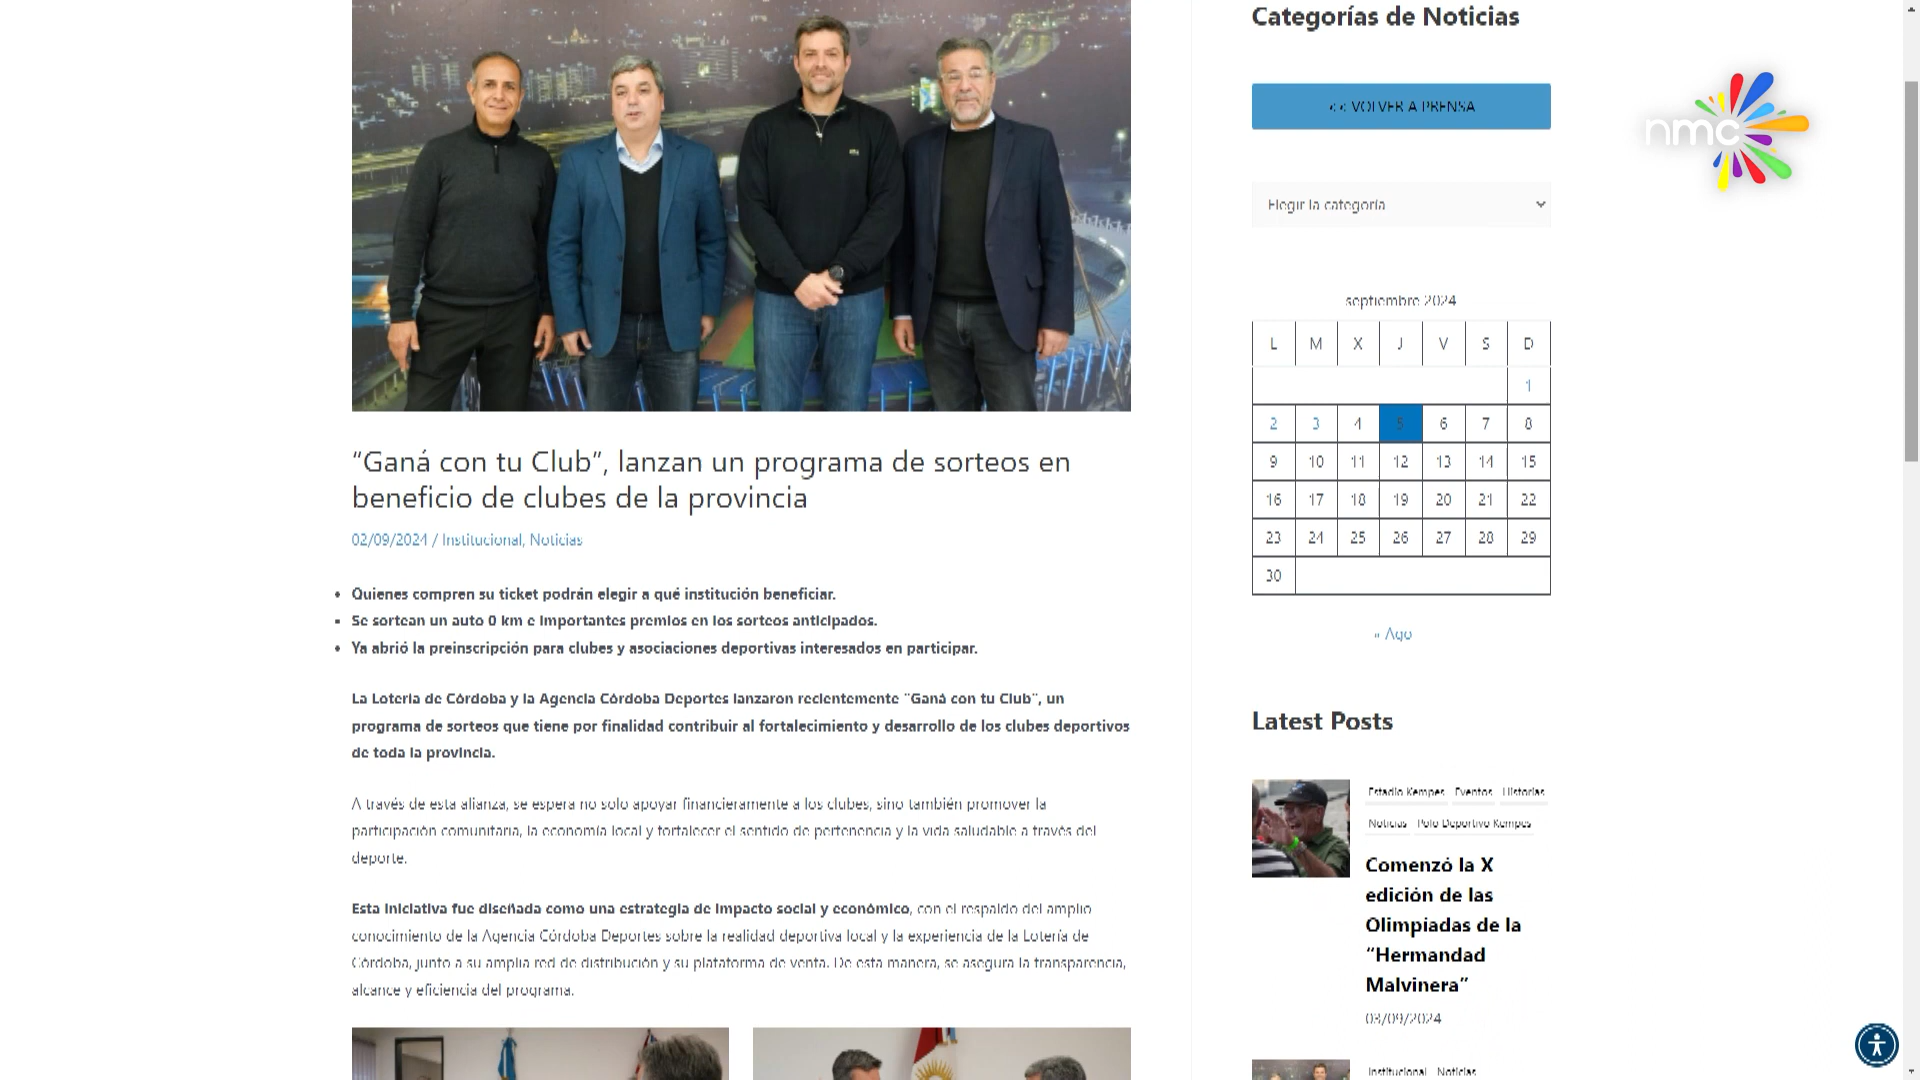 “Ganá con tu Club”, lanzan un programa de sorteos en
beneficio de clubes de la provincia
02/09/2024 / Institucional, Noticias
Quienes compren su ticket podrán elegir a qué institución beneficiar.
Se sortean un auto 0 km e importantes premios en los sorteos anticipados.
Ya abrió la preinscripción para clubes y asociaciones deportivas interesados en participar.
La Lotería de Córdoba y la Agencia Córdoba Deportes lanzaron recientemente “Ganá con tu Club”, un
programa de sorteos que tiene por finalidad contribuir al fortalecimiento y desarrollo de los clubes deportivos
de toda la provincia.
A través de esta alianza, se espera no solo apoyar financieramente a los clubes, sino también promover la
participación comunitaria, la economía local y fortalecer el sentido de pertenencia y la vida saludable a través del
deporte.
Esta iniciativa fue diseñada como una estrategia de impacto social y económico, con el respaldo del amplio
conocimiento de la Agencia Córdoba Deportes sobre la realidad deportiva local y la experiencia de la Lotería de
Córdoba, junto a su amplia red de distribución y su plataforma de venta. De esta manera, se asegura la transparencia,
alcance y eficiencia del programa.
Categorías de Noticias
<< VOLVER A PRENSA
Elegir la categoría
septiembre 2024
L M X J V S D
1
2 3 4 5 6 7 8
9 10 11 12 13 14 15
16 17 18 19 20 21 22
23 24 25 26 27 28 29
30
« Ago
Latest Posts
Estadio Kempes Eventos Historias
Noticias Polo Deportivo Kempes
Comenzó la X
edición de las
Olimpiadas de la
“Hermandad
Malvinera”
03/09/2024
Institucional Noticias
nmc